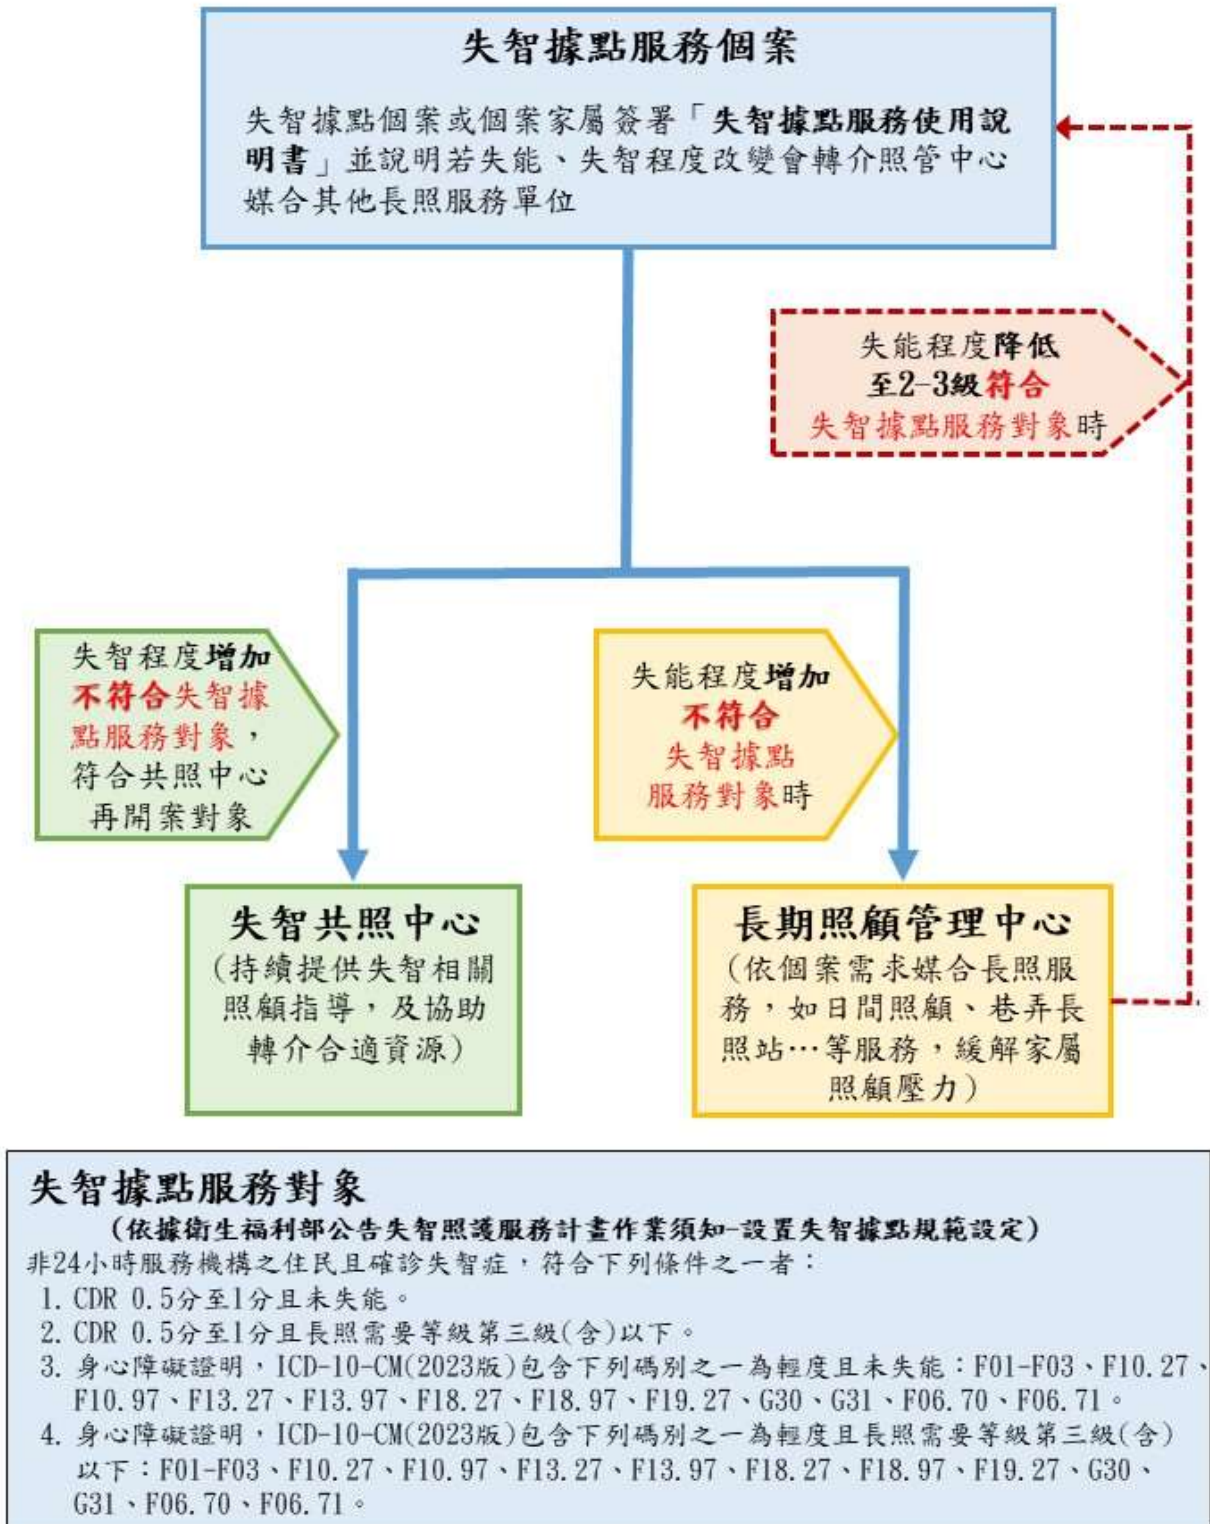 失智據點服務個案
失智據點個案或個案家屬簽署「失智據點服務使用說
明書」並說明若失能、失智程度改變會轉介照管中心
媒合其他長照服務單位
失能程度降低
至2-3級符合
失智據點服務對象時
失智程度增加
不符合失智據
點服務對象，
符合共照中心
再開案對象
失能程度增加
不符合
失智據點
服務對象時
失智共照中心
(持續提供失智相關
照顧指導，及協助
轉介合適資源)
長期照顧管理中心
(依個案需求媒合長照服
務，如日間照顧、巷弄長
照站…等服務，緩解家屬
照顧壓力)
失智據點服務對象
(依據衛生福利部公告失智照護服務計畫作業須知-設置失智據點規範設定)
非24小時服務機構之住民且確診失智症，符合下列條件之一者：
1. CDR 0.5分至1分且未失能。
2. CDR 0.5分至1分且長照需要等級第三級(含)以下。
3. 身心障礙證明，ICD-10-CM(2023版)包含下列碼別之一為輕度且未失能：F01-F03、F10.27、
F10.97、F13.27、F13.97、F18.27、F18.97、F19.27、G30、G31、F06.70、F06.71。
4. 身心障礙證明，ICD-10-CM(2023版)包含下列碼別之一為輕度且長照需要等級第三級(含)
以下：F01-F03、F10.27、F10.97、F13.27、F13.97、F18.27、F18.97、F19.27、G30、
G31、F06.70、F06.71。